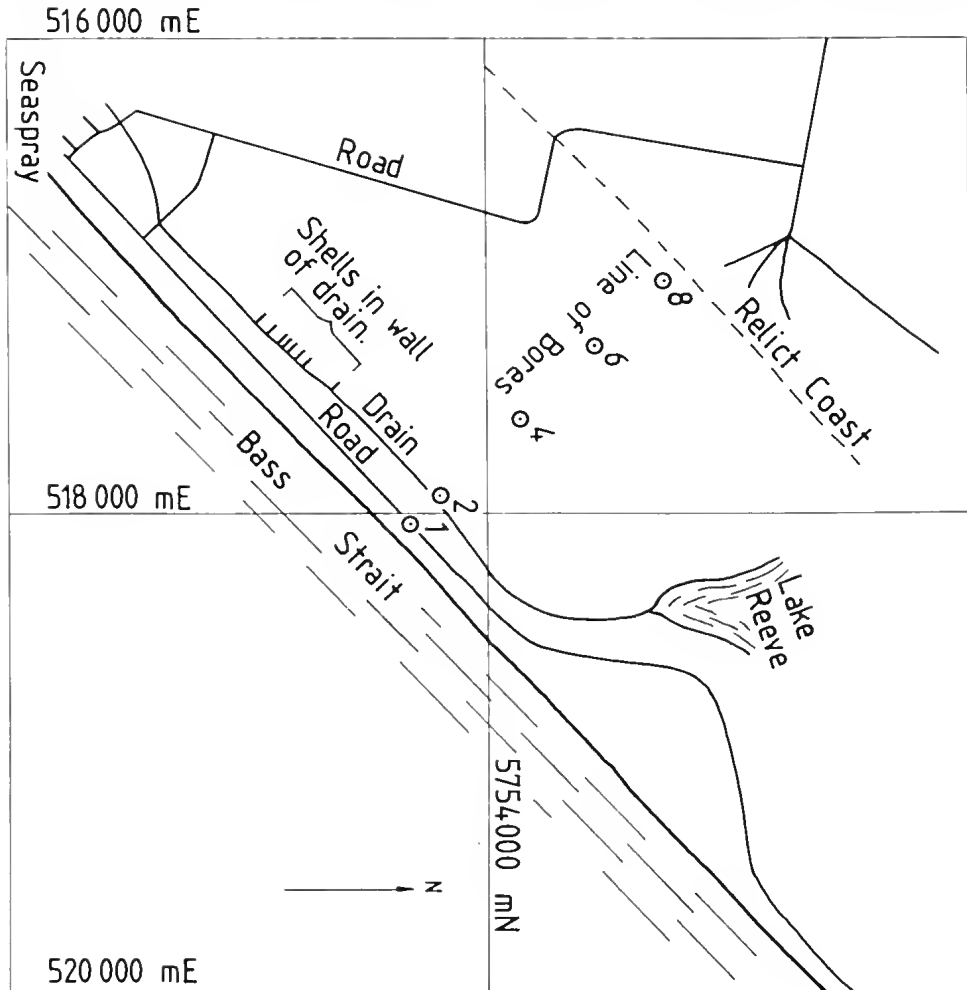 516 000 mE
Seaspray
Road
Shells in wall
of drain.
Line of Bores
8
6
4
2
1
Relict Coast
Drain
Road
Bass
Strait
518 000 mE
Lake
Reeve
5754000 mN
N
520 000 mE